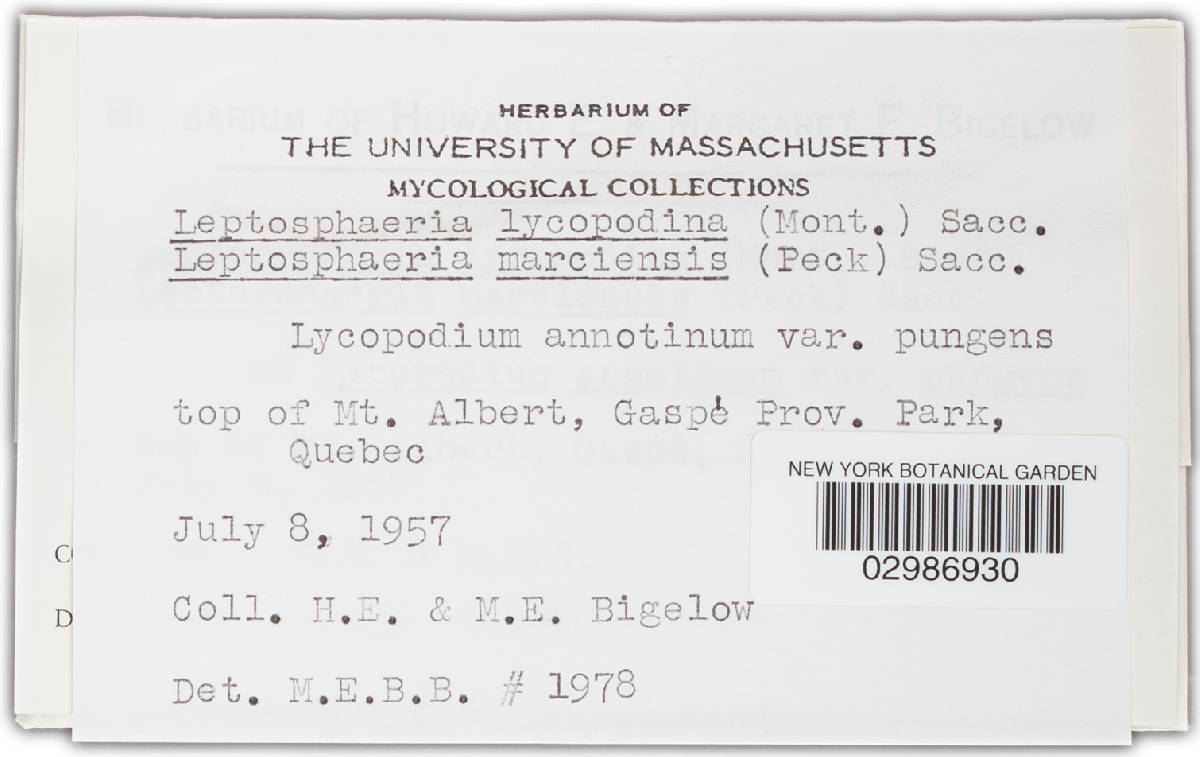 HERBARIUM OF
THE UNIVERSITY OF MASSACHUSETTS
MYCOLOGICAL COLLECTIONS
Leptosphaeria lycopodina (Mont.) Sacc.
Leptosphaeria marciensis (Peck) Sacc.
Lycopodium annotinum var. pungens
top of Mt. Albert, Gaspé Prov. Park,
Quebec
NEW YORK BOTANICAL GARDEN
02986930
July 8, 1957
Coll. H.E. & M.E. Bigelow
Det. M.E.B.B. # 1978